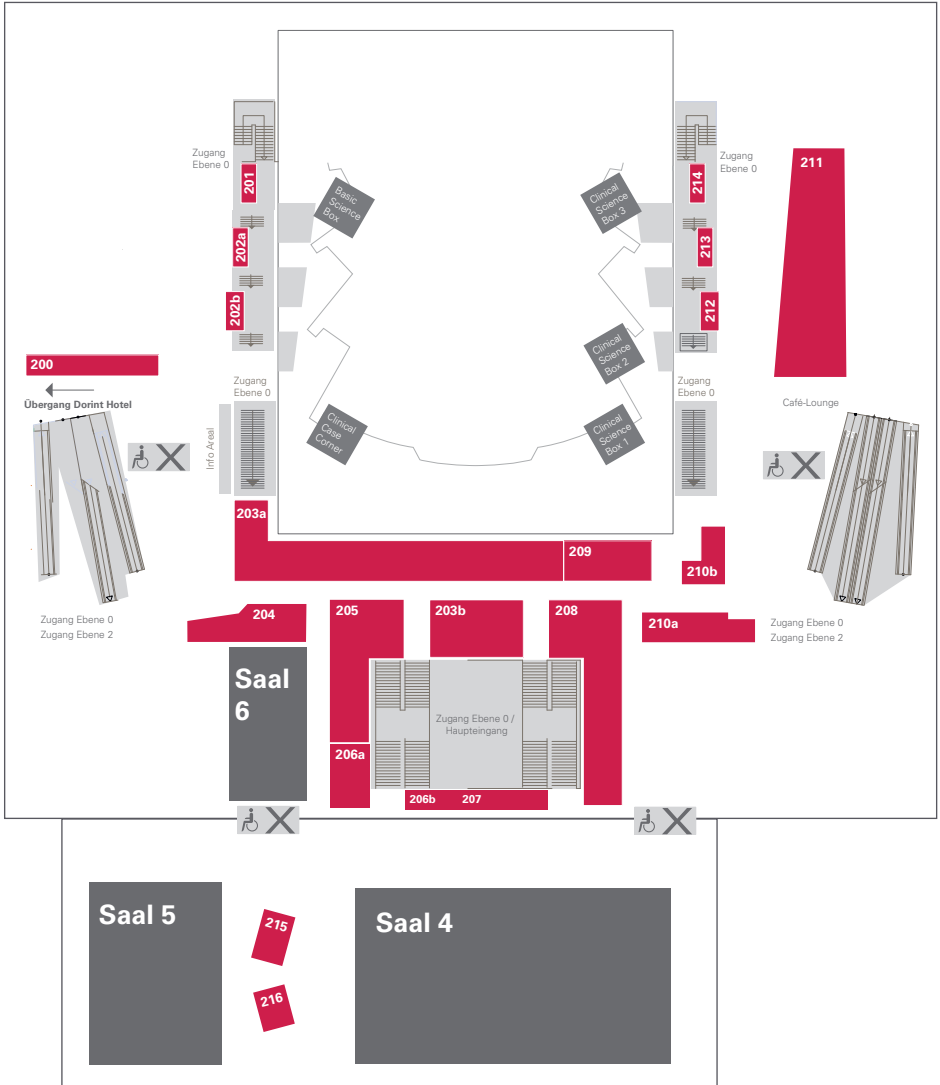 Zugang
Ebene 0
201
202a
202b
Basic
Science
Box
Clinical
Science
Box 3
214
213
212
Zugang
Ebene 0
211
200
Übergang Dorint Hotel
Zugang
Ebene 0
Info Areal
Clinical
Case
Corner
Clinical
Science
Box 2
Clinical
Science
Box 1
Zugang
Ebene 0
Café-Lounge
203a
209
210b
Zugang Ebene 0
Zugang Ebene 2
204
205
203b
208
210a
Zugang Ebene 0
Zugang Ebene 2
Saal
6
Zugang Ebene 0 /
Haupteingang
206a
206b
207
Saal 5
215
216
Saal 4